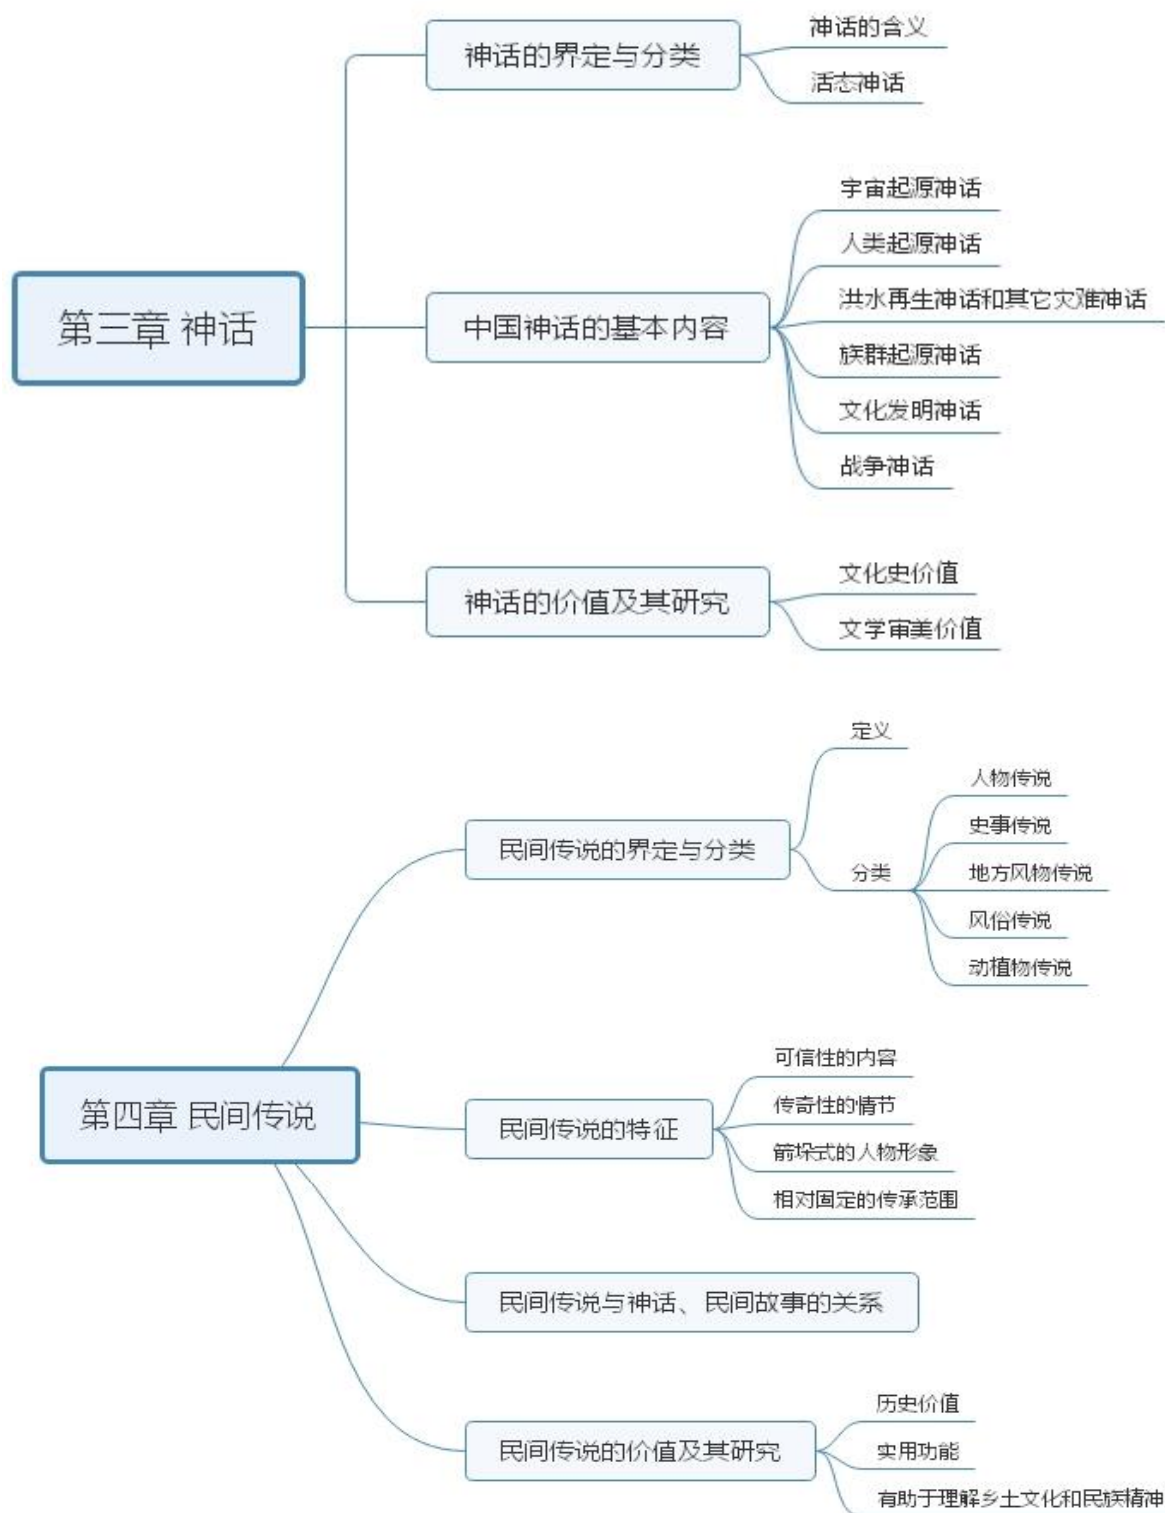 神话的界定与分类
神话的含义
活态神话
第三章 神话
中国神话的基本内容
宇宙起源神话
人类起源神话
洪水再生神话和其它灾难神话
族群起源神话
文化发明神话
战争神话
神话的价值及其研究
文化史价值
文学审美价值
第四章 民间传说
民间传说的界定与分类
定义
分类
人物传说
史事传说
地方风物传说
风俗传说
动植物传说
民间传说的特征
可信性的内容
传奇性的情节
箭垛式的人物形象
相对固定的传承范围
民间传说与神话、民间故事的关系
民间传说的价值及其研究
历史价值
实用功能
有助于理解乡土文化和民族精神